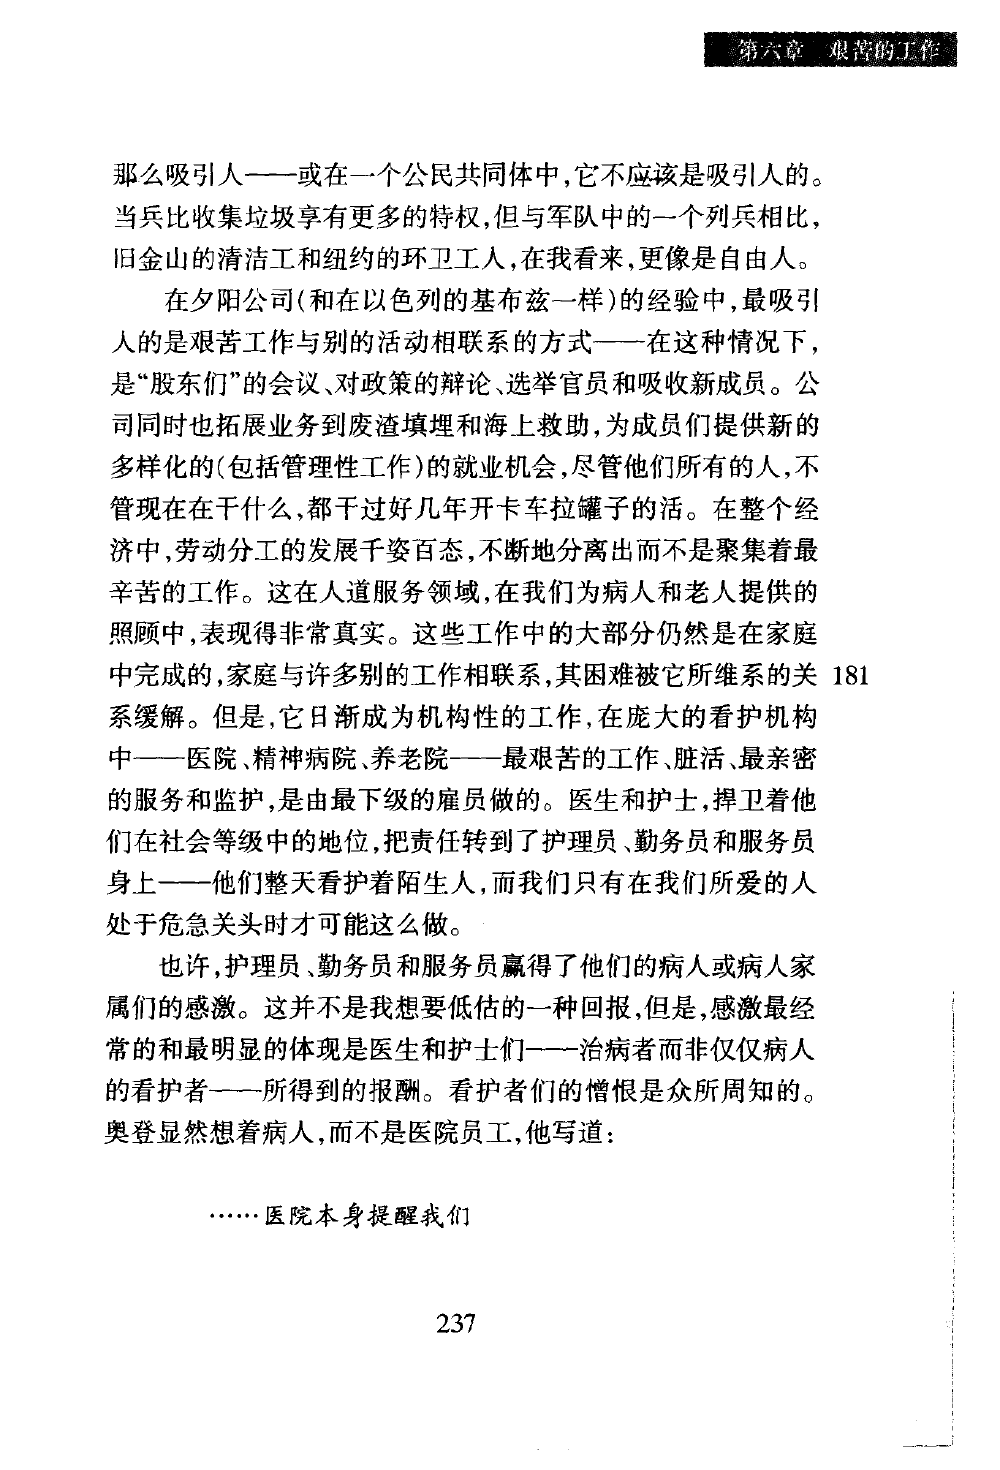 第六章 艰苦的工作
那么吸引人——或在一个公民共同体中,它不应该是吸引人的。
当兵比收集垃圾享有更多的特权,但与军队中的一个列兵相比,
旧金山的清洁工和纽约的环卫工人,在我看来,更像是自由人。
在夕阳公司(和在以色列的基布兹一样)的经验中,最吸引
人的是艰苦工作与别的活动相联系的方式——在这种情况下,
是“股东们”的会议、对政策的辩论、选举官员和吸收新成员。公
司同时也拓展业务到废渣填埋和海上救助,为成员们提供新的
多样化的(包括管理性工作)的就业机会,尽管他们所有的人,不
管现在在干什么,都干过好几年开卡车拉罐子的活。在整个经
济中,劳动分工的发展千姿百态,不断地分离出而不是聚集着最
辛苦的工作。这在人道服务领域,在我们为病人和老人提供的
照顾中,表现得非常真实。这些工作中的大部分仍然是在家庭
中完成的,家庭与许多别的工作相联系,其困难被它所维系的关 181
系缓解。但是,它日渐成为机构性的工作,在庞大的看护机构
中——医院、精神病院、养老院——最艰苦的工作、脏活、最亲密
的服务和监护,是由最下级的雇员做的。医生和护士,捍卫着他
们在社会等级中的地位,把责任转到了护理员、勤务员和服务员
身上——他们整天看护着陌生人,而我们只有在我们所爱的人
处于危急关头时才可能这么做。
也许,护理员、勤务员和服务员赢得了他们的病人或病人家
属们的感激。这并不是我想要低估的一种回报,但是,感激最经
常的和最明显的体现是医生和护士们——治病者而非仅仅病人
的看护者——所得到的报酬。看护者们的憎恨是众所周知的。
奥登显然想着病人,而不是医院员工,他写道:
……医院本身提醒我们
237